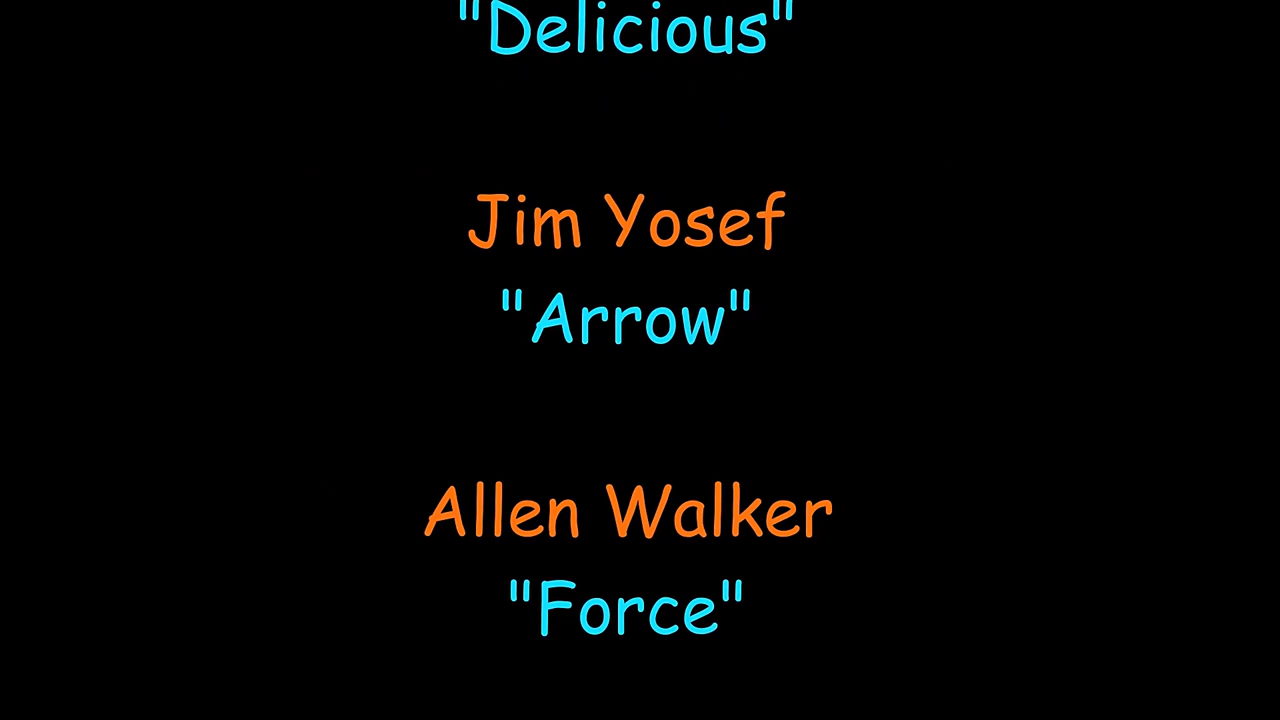 "Delicious"
Jim Yosef
"Arrow"
Allen Walker
"Force"